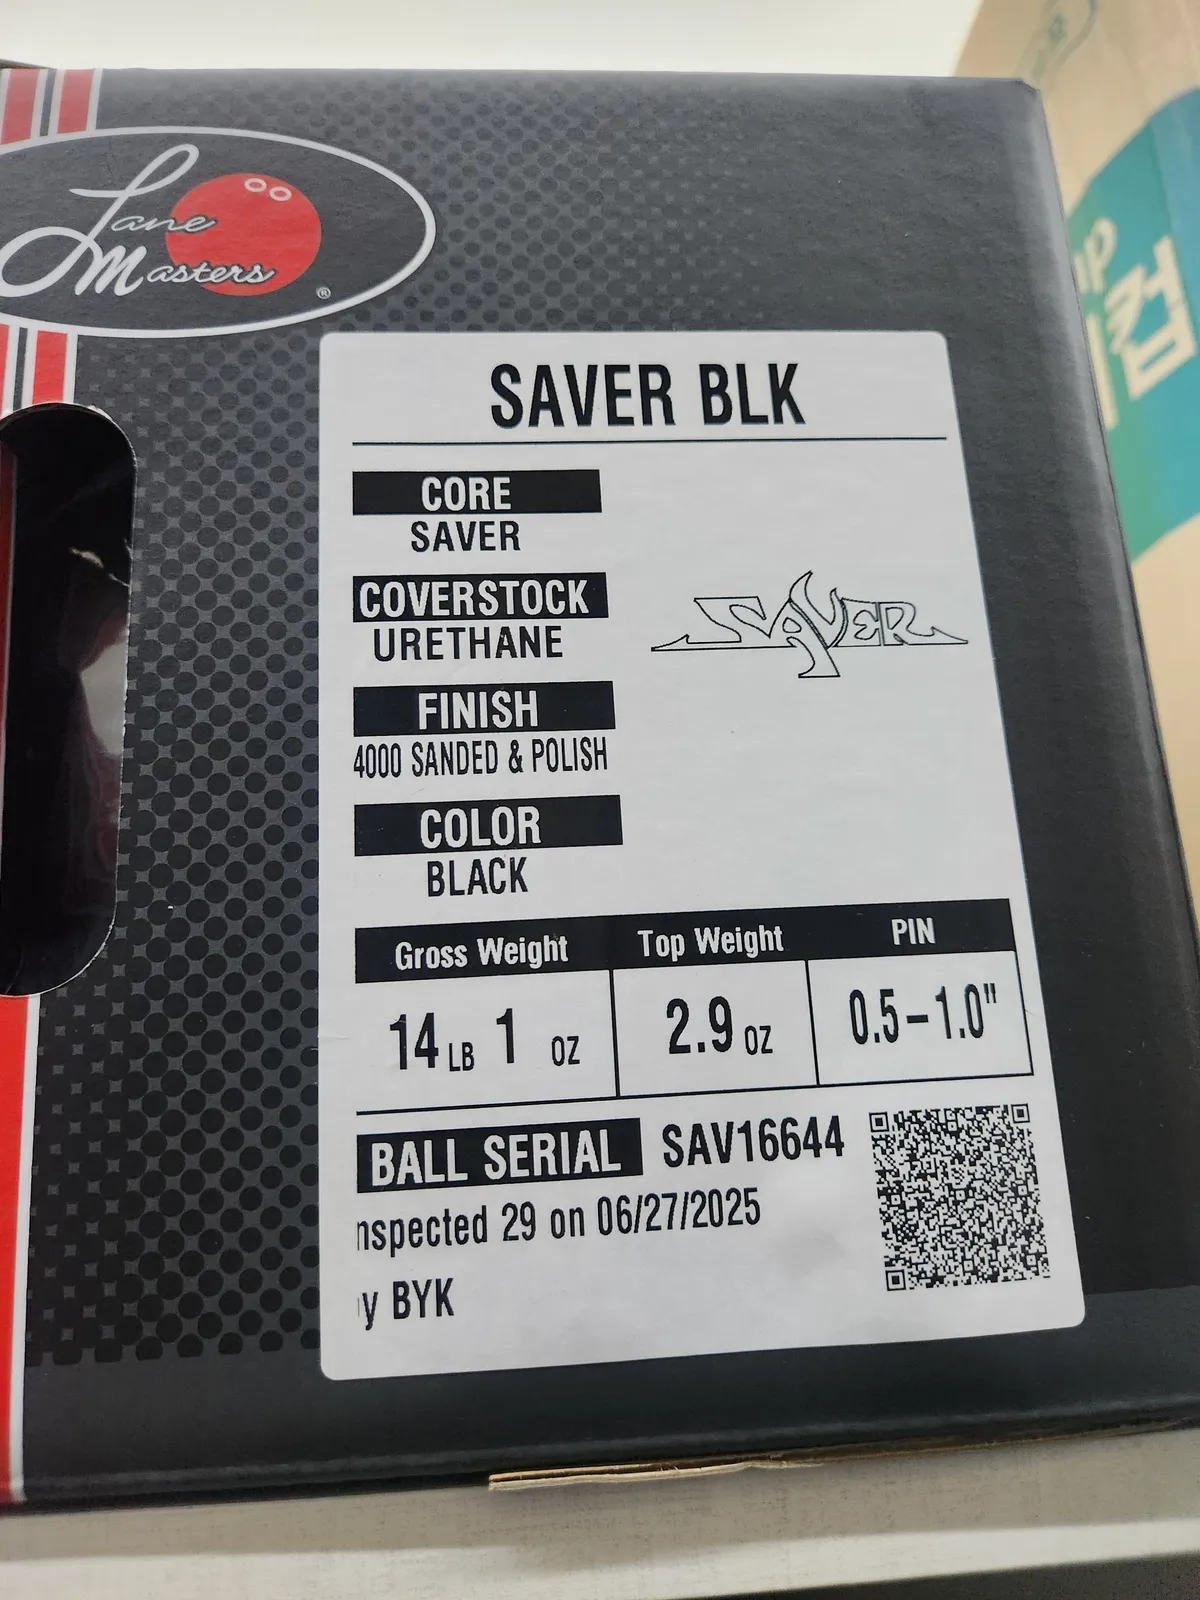 Lane
Masters
®
SAVER BLK
CORE
SAVER
COVERSTOCK
URETHANE
SAVER
FINISH
4000 SANDED & POLISH
COLOR
BLACK
Gross Weight Top Weight PIN
14 LB 1 OZ 2.9 OZ 0.5-1.0"
BALL SERIAL SAV16644
nspected 29 on 06/27/2025
y BYK